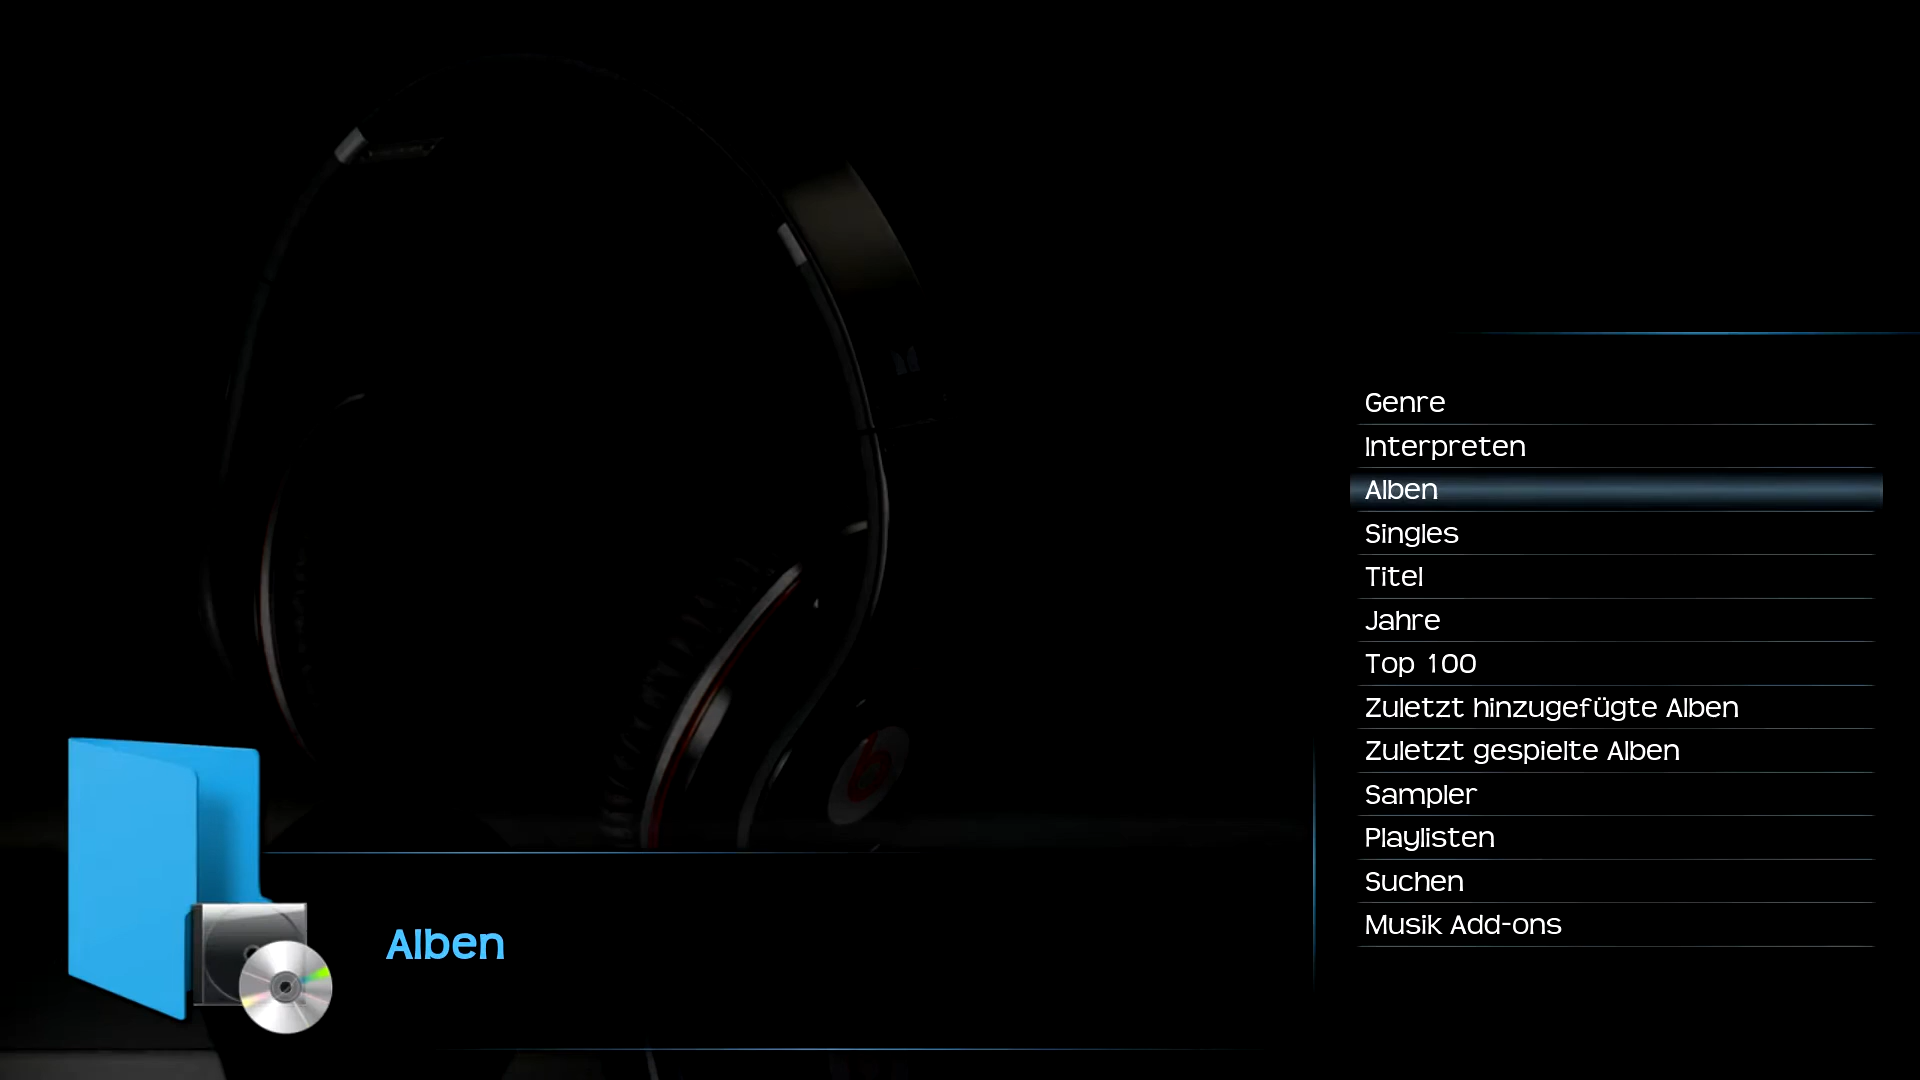 Genre
Interpreten
Alben
Singles
Titel
Jahre
Top 100
Zuletzt hinzugefügte Alben
Zuletzt gespielte Alben
Sampler
Playlisten
Suchen
Musik Add-ons
Alben